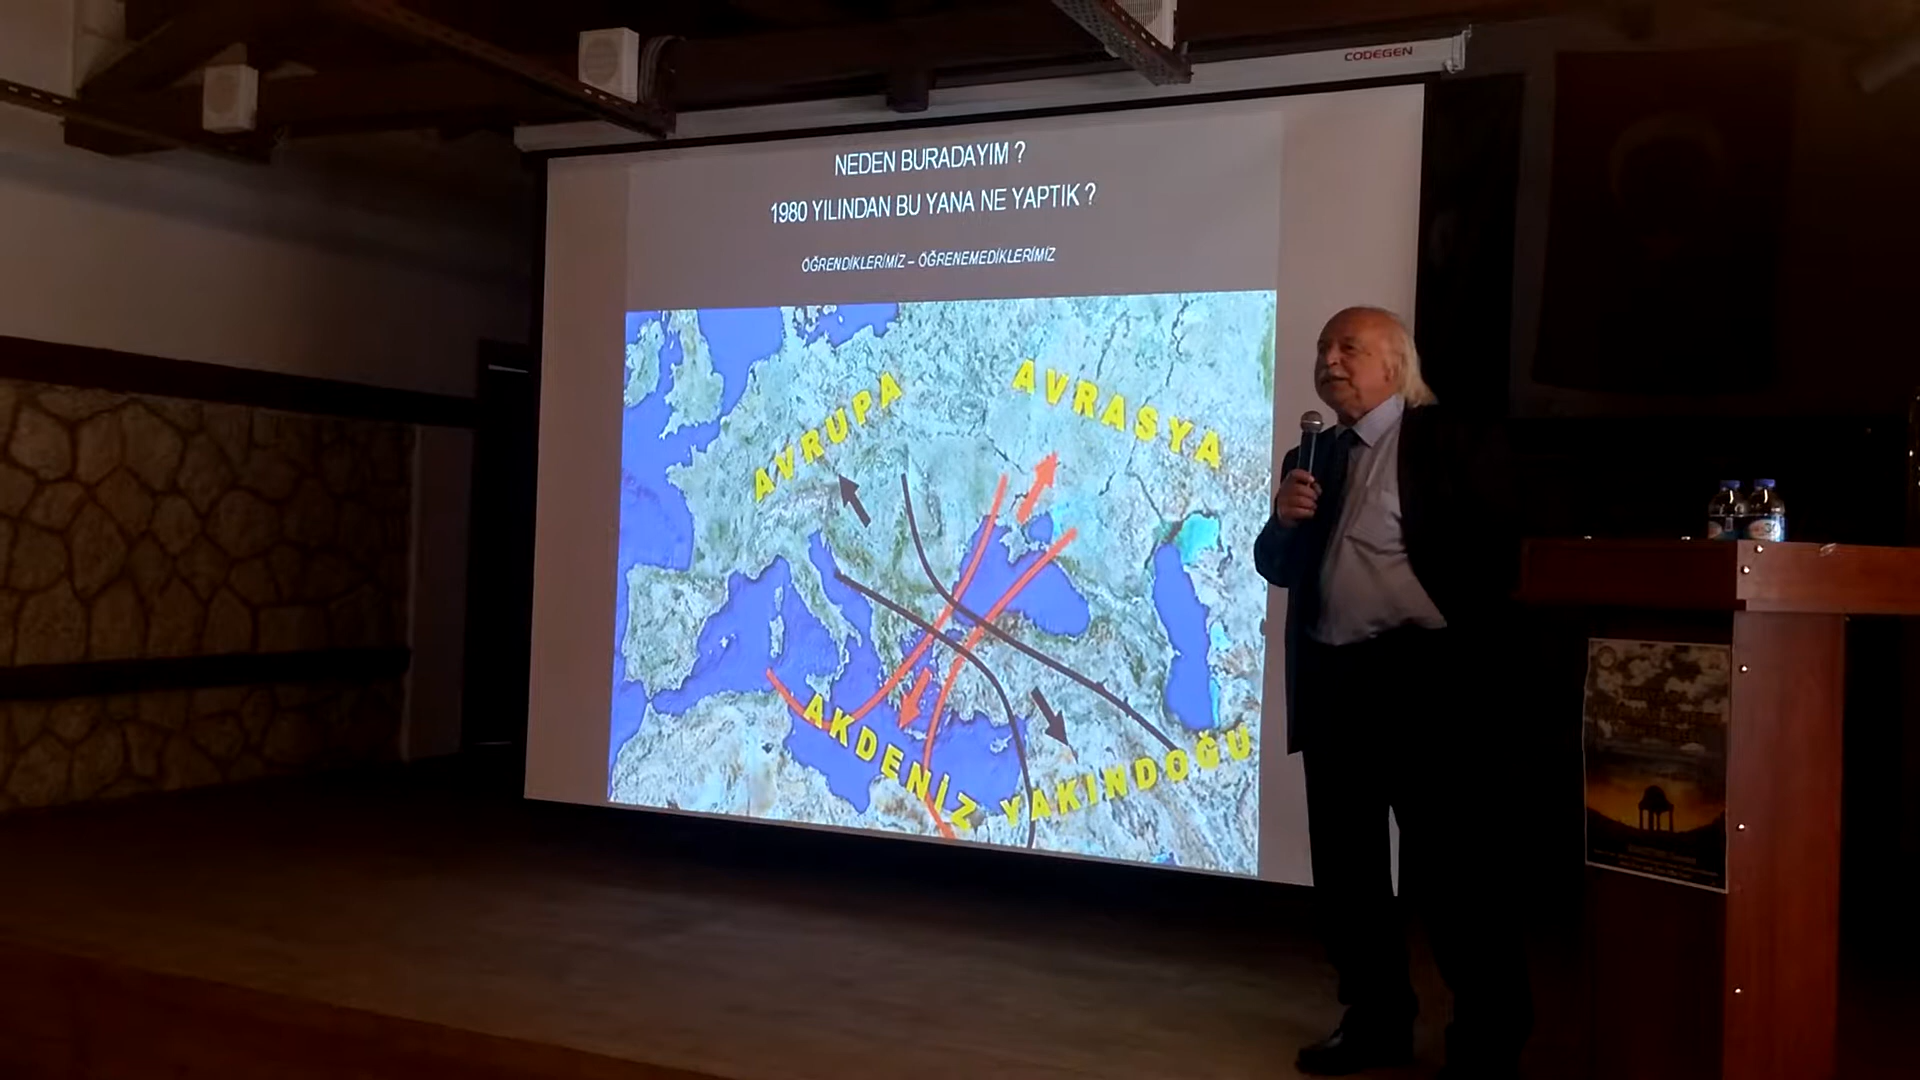 CODEGEN
NEDEN BURADAYIM ?
1980 YILINDAN BU YANA NE YAPTIK ?
ÖĞRENDİKLERİMİZ – ÖĞRENEMEDİKLERİMİZ
AVRUPA
AVRASYA
AKDENİZ
YAKINDOĞU